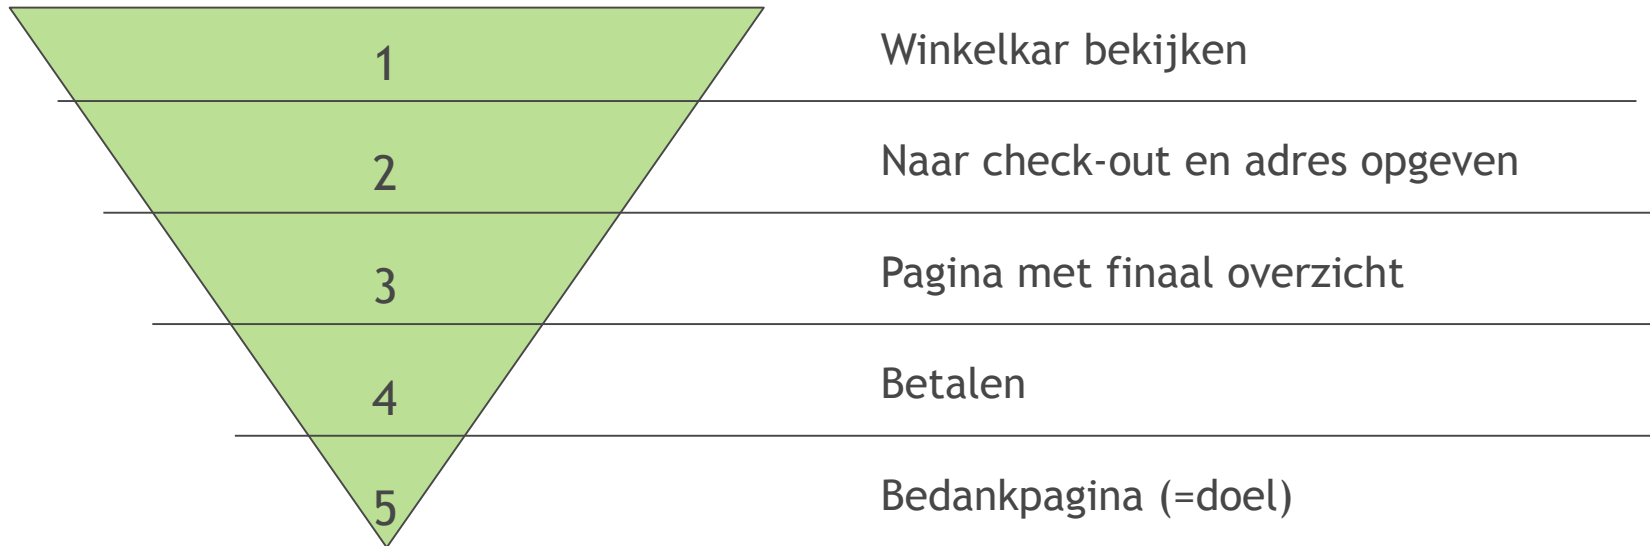 1 Winkelkar bekijken
2 Naar check-out en adres opgeven
3 Pagina met finaal overzicht
4 Betalen
5 Bedankpagina (=doel)